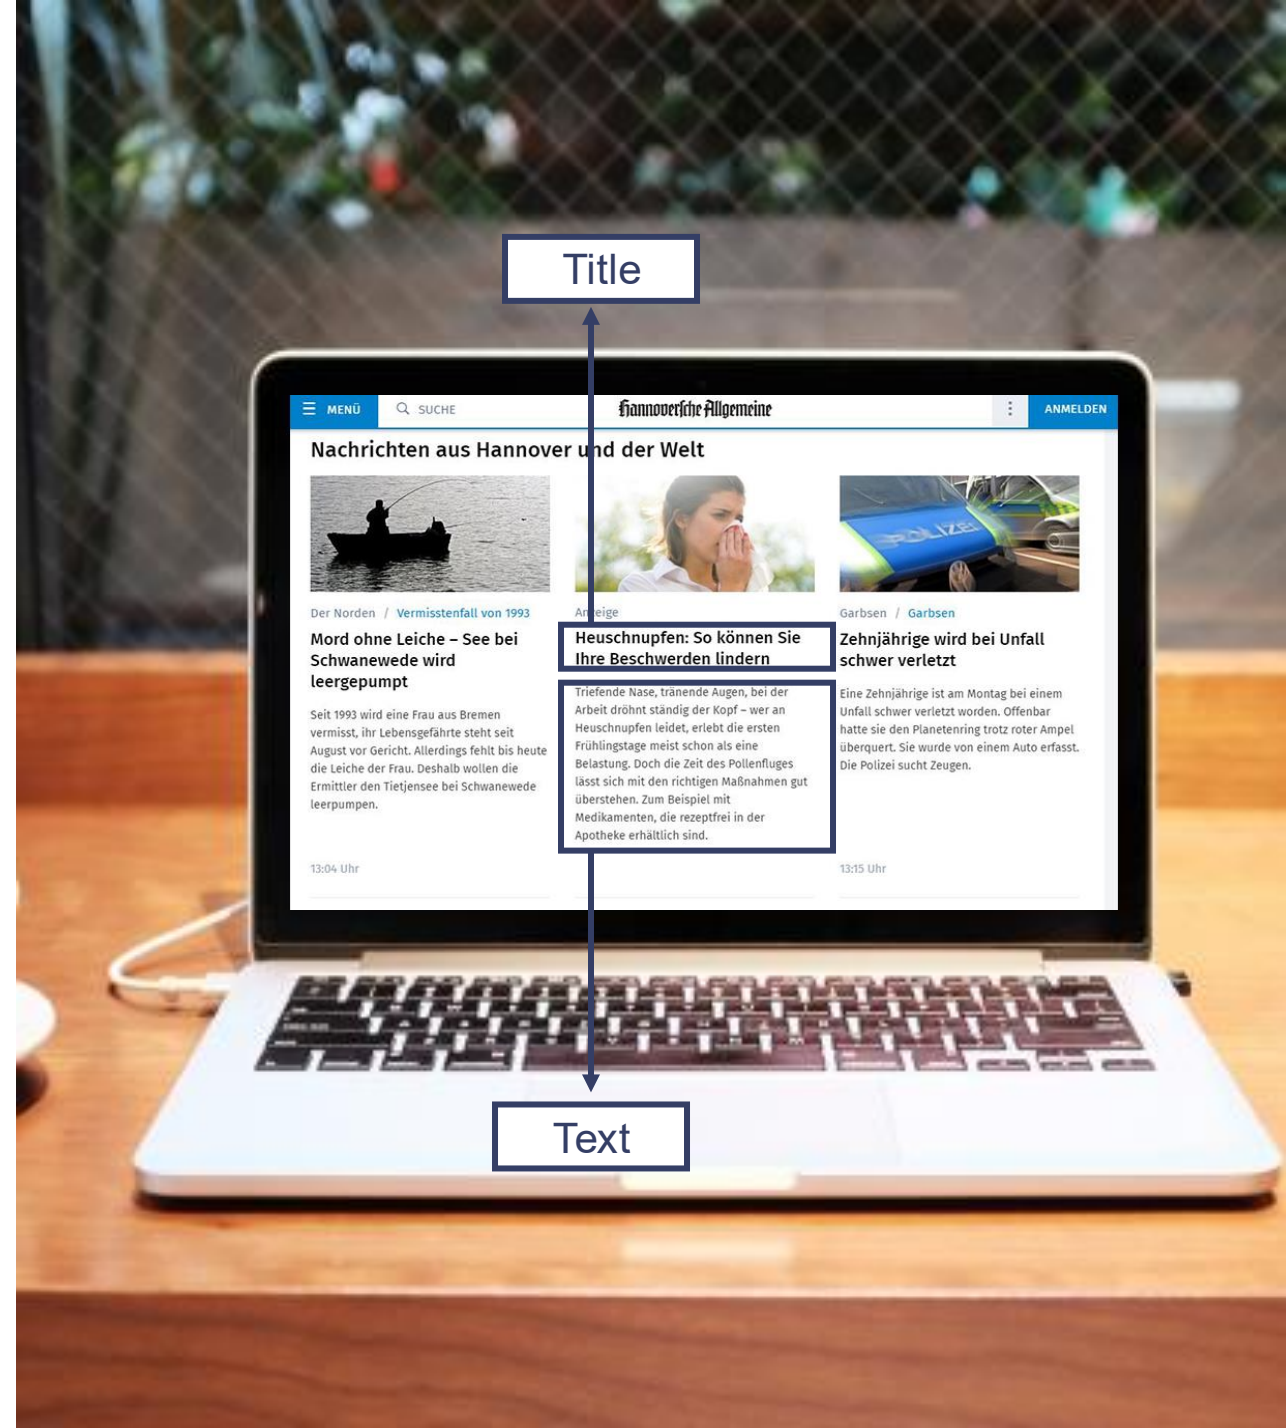 Title
MENÜ
SUCHE
Hannoversche Allgemeine
ANMELDEN
Nachrichten aus Hannover und der Welt
Der Norden / Vermisstenfall von 1993
Mord ohne Leiche – See bei
Schwanewede wird
leergepumpt
Seit 1993 wird eine Frau aus Bremen
vermisst, ihr Lebensgefährte steht seit
August vor Gericht. Allerdings fehlt bis heute
die Leiche der Frau. Deshalb wollen die
Ermittler den Tietjensee bei Schwanewede
leerpumpen.
13:04 Uhr
Anzeige
Heuschnupfen: So können Sie
Ihre Beschwerden lindern
Triefende Nase, tränende Augen, bei der
Arbeit dröhnt ständig der Kopf – wer an
Heuschnupfen leidet, erlebt die ersten
Frühlingstage meist schon als eine
Belastung. Doch die Zeit des Pollenfluges
lässt sich mit den richtigen Maßnahmen gut
überstehen. Zum Beispiel mit
Medikamenten, die rezeptfrei in der
Apotheke erhältlich sind.
POLIZEI
Garbsen / Garbsen
Zehnjährige wird bei Unfall
schwer verletzt
Eine Zehnjährige ist am Montag bei einem
Unfall schwer verletzt worden. Offenbar
hatte sie den Planetenring trotz roter Ampel
überquert. Sie wurde von einem Auto erfasst.
Die Polizei sucht Zeugen.
13:15 Uhr
Text